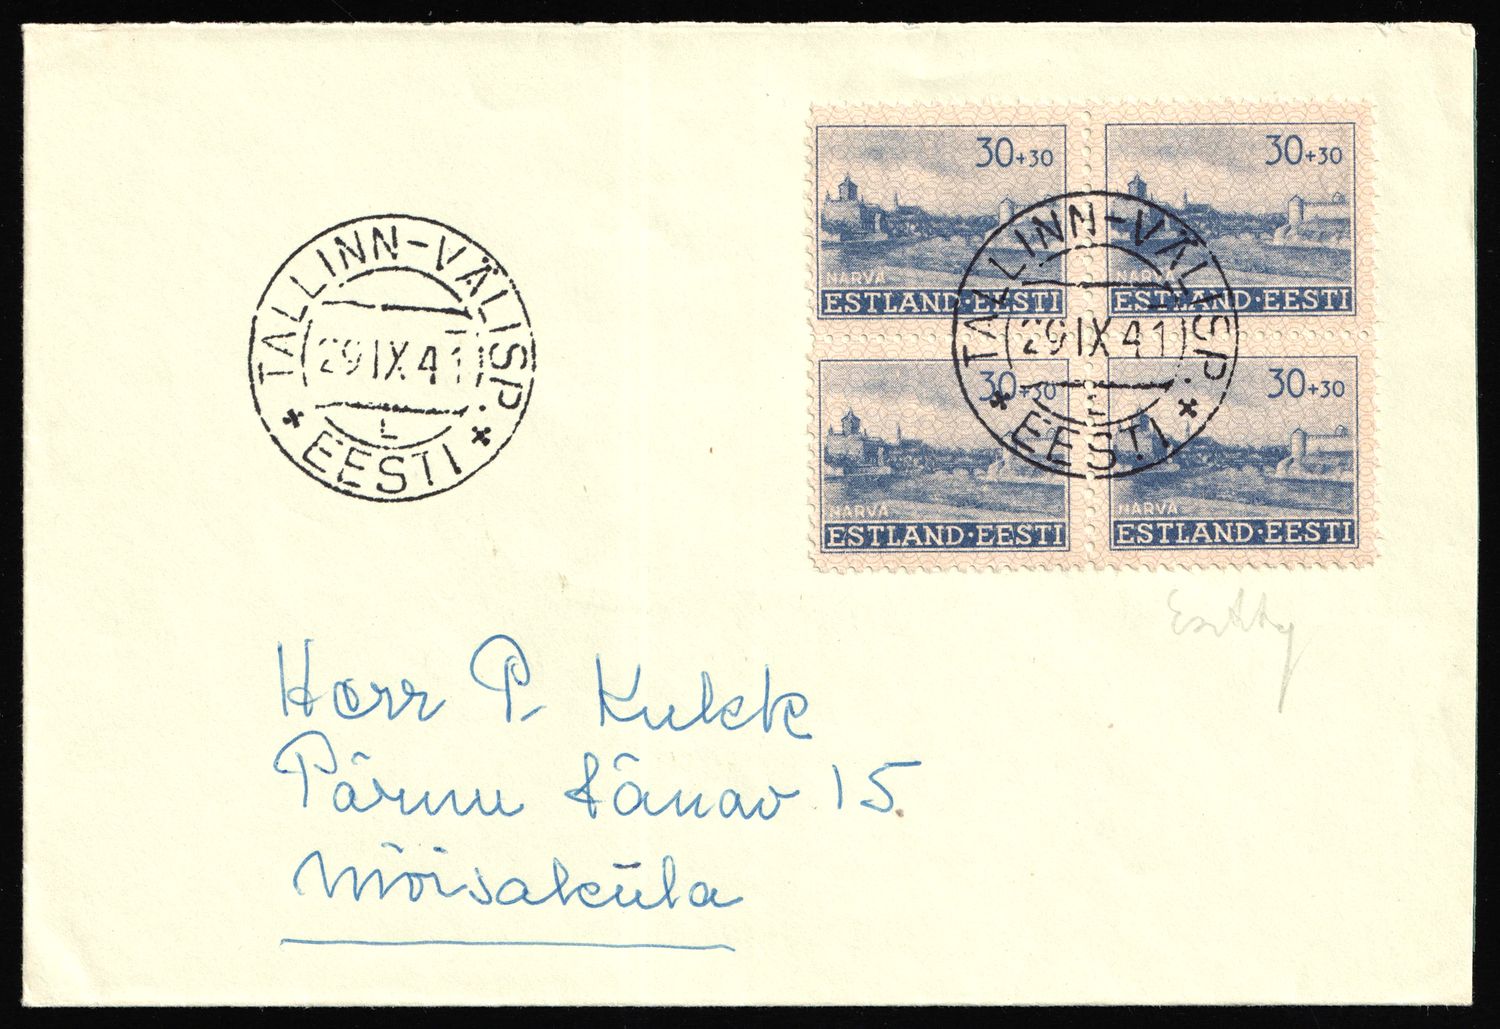 30+30
30+30
NARVA
NARVA
ESTLAND·EESTI
ESTLAND·EESTI
30+30
30+30
NARVA
NARVA
ESTLAND·EESTI
ESTLAND·EESTI
TALLINN-VÄLISP.
29 IX 41
L
* EESTI *
TALLINN-VÄLISP.
29 IX 41
* EESTI *
Herr P. Kukk
Pärnu tänav 15.
Mõisaküla